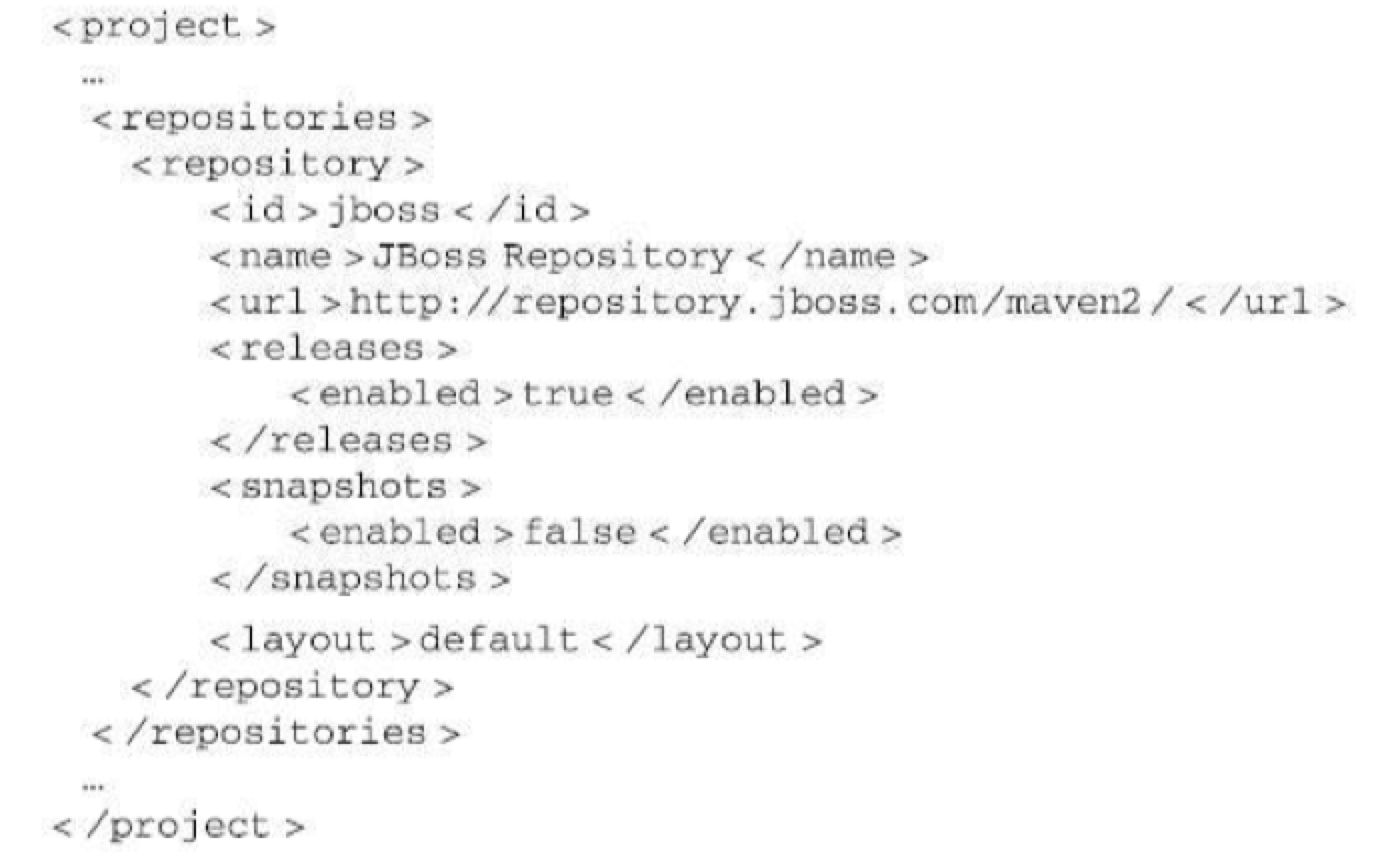 <project>
…
<repositories>
<repository>
<id>jboss</id>
<name>JBoss Repository</name>
<url>http://repository.jboss.com/maven2/</url>
<releases>
<enabled>true</enabled>
</releases>
<snapshots>
<enabled>false</enabled>
</snapshots>
<layout>default</layout>
</repository>
</repositories>
…
</project>